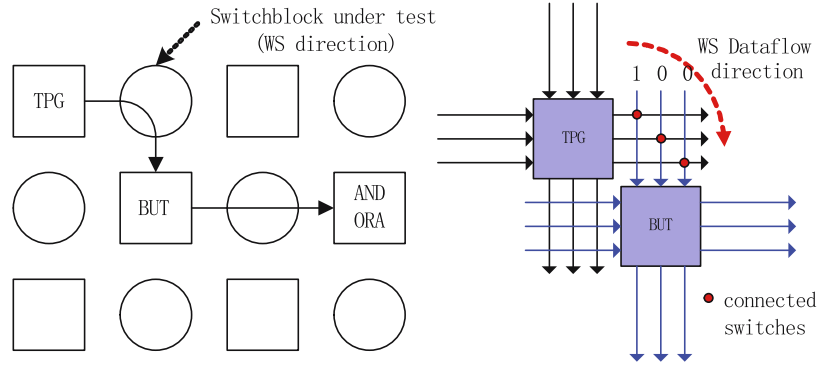 Switchblock under test
(WS direction)
TPG
BUT
AND
ORA
WS Dataflow
direction
1 0 0
TPG
BUT
connected
switches